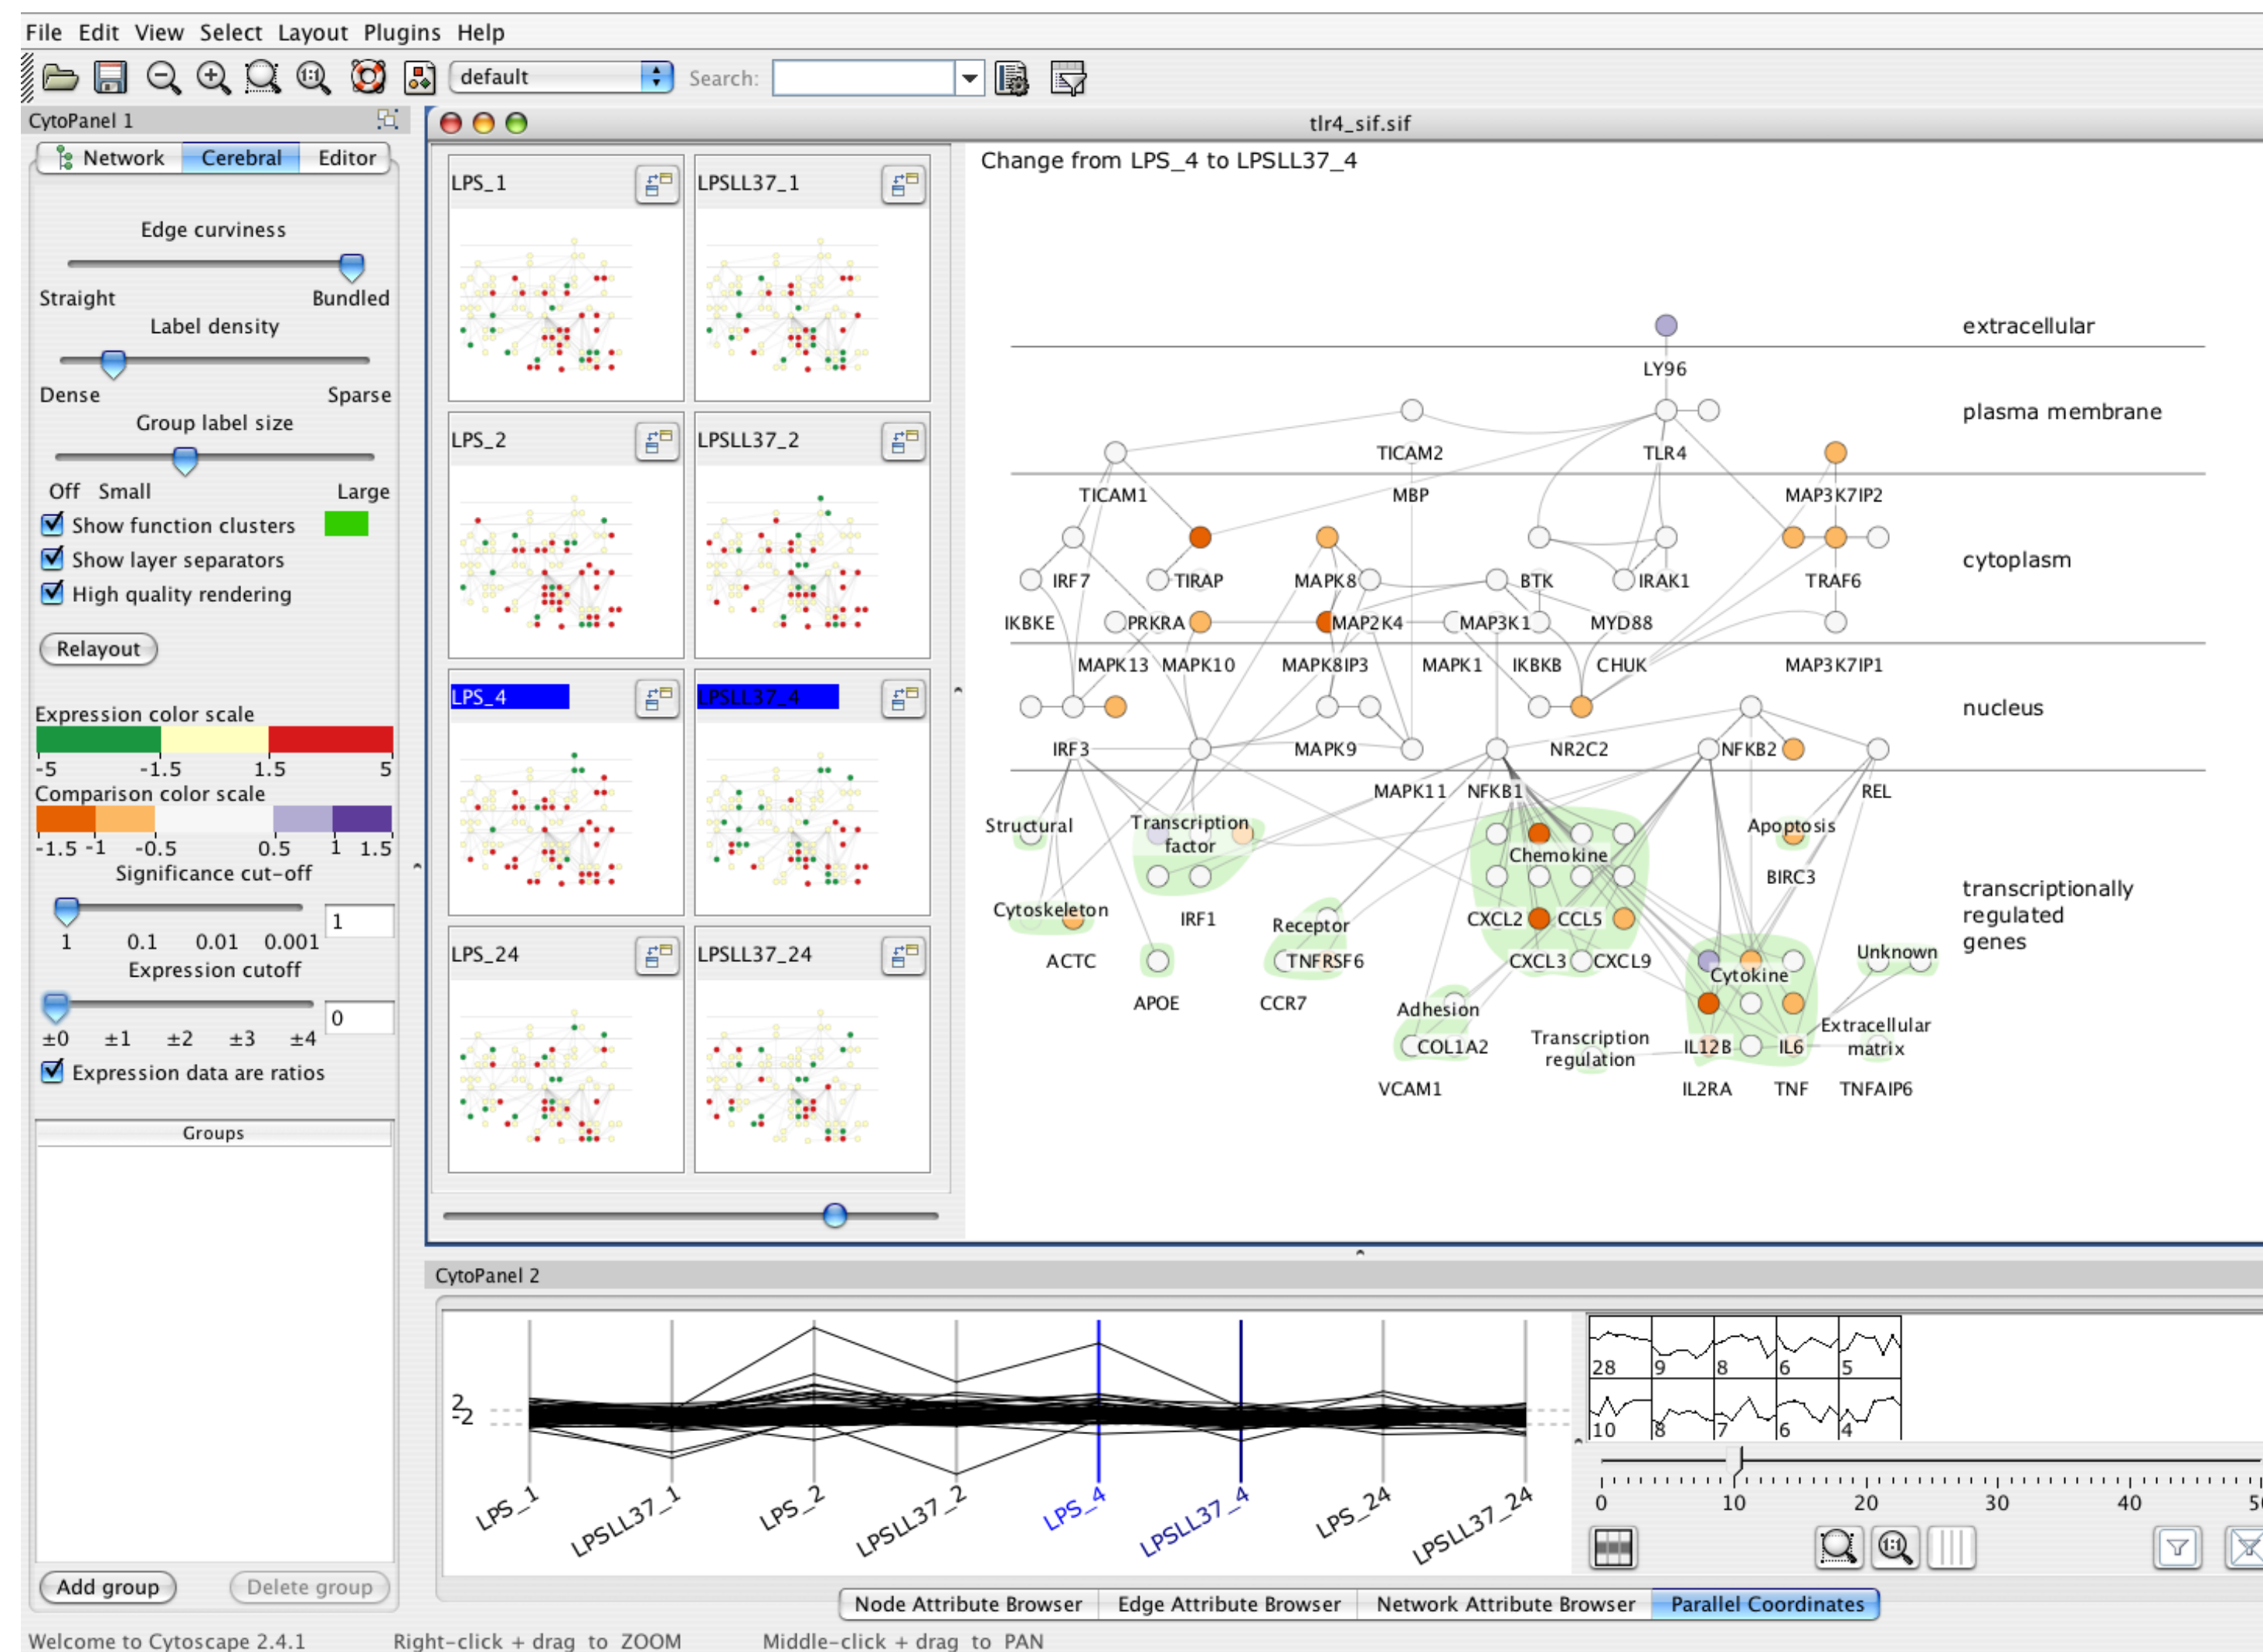 File Edit View Select Layout Plugins Help
default Search:
CytoPanel 1
Network Cerebral Editor
Edge curviness
Straight Bundled
Label density
Dense Sparse
Group label size
Off Small Large
Show function clusters
Show layer separators
High quality rendering
Relayout
Expression color scale
-5 -1.5 1.5 5
Comparison color scale
-1.5 -1 -0.5 0.5 1 1.5
Significance cut-off
1
1 0.1 0.01 0.001
Expression cutoff
0
±0 ±1 ±2 ±3 ±4
Expression data are ratios
Groups
Add group Delete group
tlr4_sif.sif
LPS_1 LPSLL37_1
LPS_2 LPSLL37_2
LPS_4 LPSLL37_4
LPS_24 LPSLL37_24
Change from LPS_4 to LPSLL37_4
extracellular
LY96
plasma membrane
TICAM2 TLR4
TICAM1 MBP MAP3K7IP2
cytoplasm
IRF7 TIRAP MAPK8 BTK IRAK1 TRAF6
IKBKE PRKRA MAP2K4 MAP3K1 MYD88
MAPK13 MAPK10 MAPK8IP3 MAPK1 IKBKB CHUK MAP3K7IP1
nucleus
IRF3 MAPK9 NR2C2 NFKB2
MAPK11 NFKB1 REL
Structural Transcription factor Chemokine Apoptosis
BIRC3
transcriptionally
regulated
genes
Cytoskeleton IRF1 Receptor CXCL2 CCL5
ACTC TNFRSF6 CXCL3 CXCL9 Cytokine Unknown
APOE CCR7 Adhesion
COL1A2 Transcription regulation IL12B IL6 Extracellular matrix
VCAM1 IL2RA TNF TNFAIP6
CytoPanel 2
2
-2
LPS_1 LPSLL37_1 LPS_2 LPSLL37_2 LPS_4 LPSLL37_4 LPS_24 LPSLL37_24
28 9 8 6 5
10 8 7 6 4
0 10 20 30 40
1:1
Node Attribute Browser Edge Attribute Browser Network Attribute Browser Parallel Coordinates
Welcome to Cytoscape 2.4.1 Right-click + drag to ZOOM Middle-click + drag to PAN